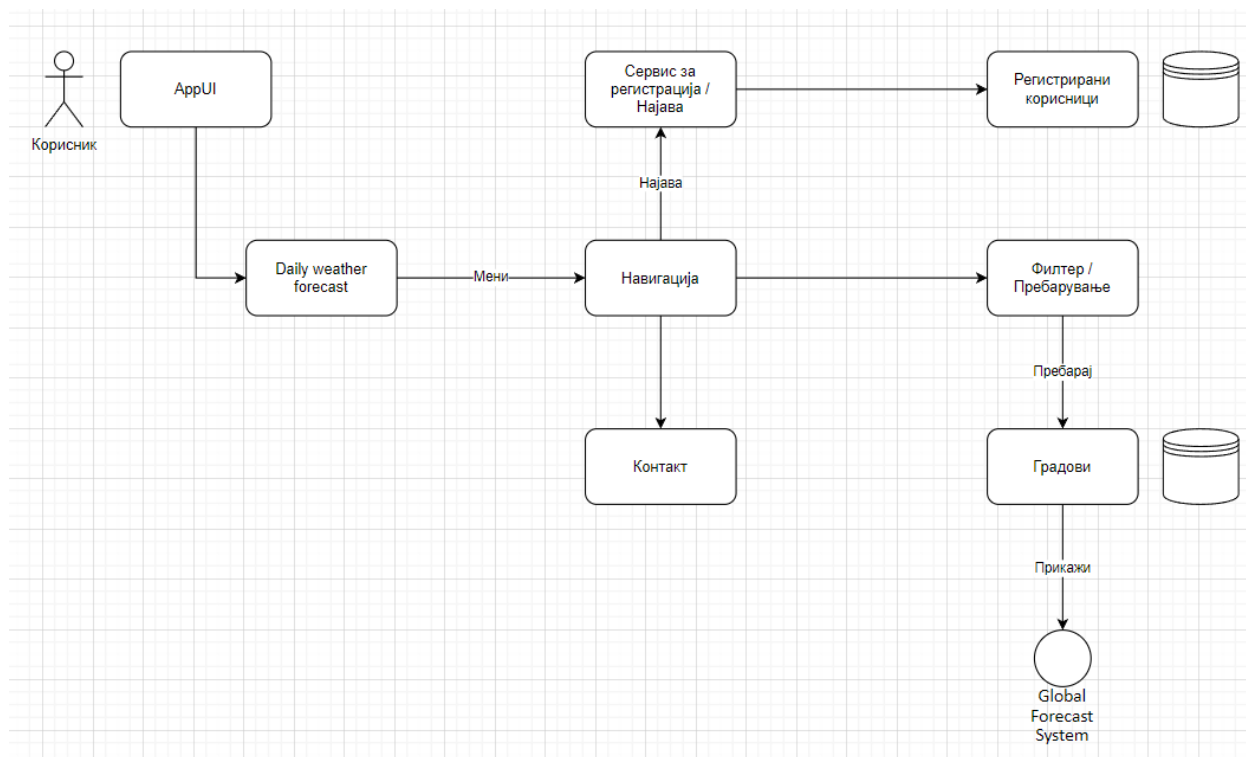 AppUI
Сервис за
регистрација /
Најава
Регистрирани
корисници
Корисник
Најава
Daily weather
forecast
Мени
Навигација
Филтер /
Пребарување
Пребарај
Контакт
Градови
Прикажи
Global
Forecast
System